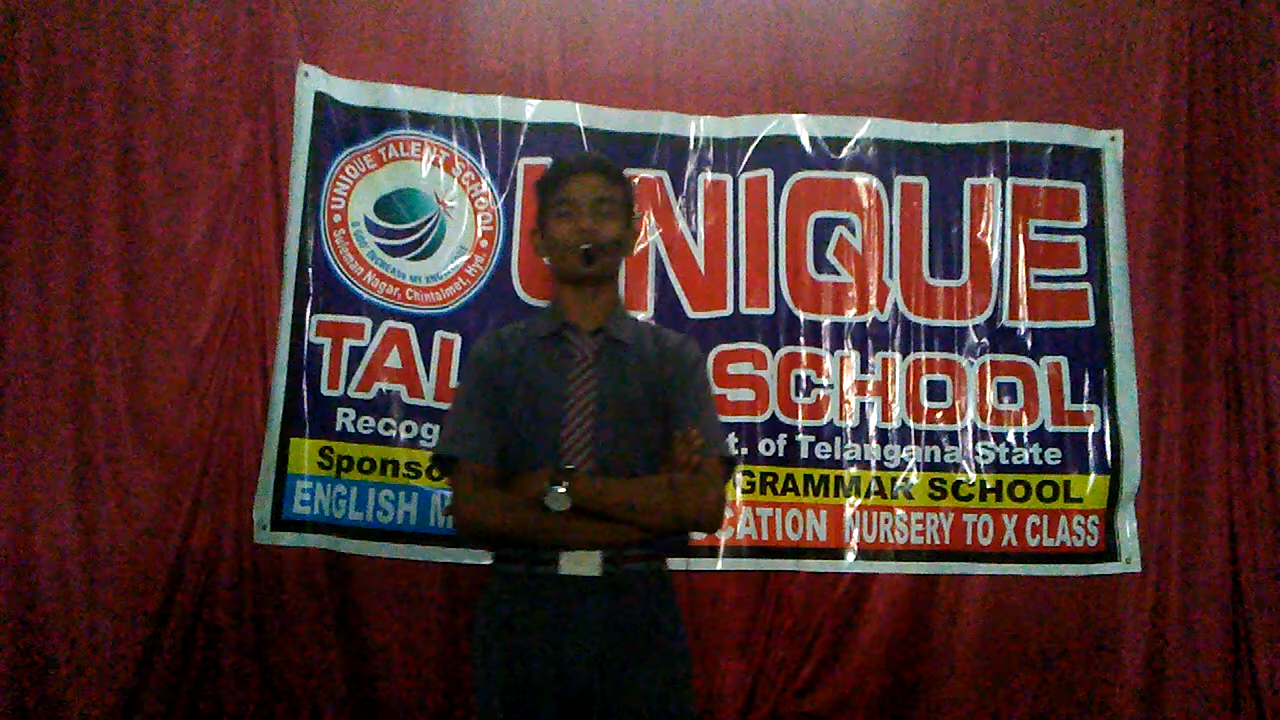 UNIQUE TALENT SCHOOL
Suleman Nagar, Chintalmet, Hyd.
UNIQUE
TAL SCHOOL
Recog t. of Telangana State
Sponso GRAMMAR SCHOOL
ENGLISH M CATION NURSERY TO X CLASS